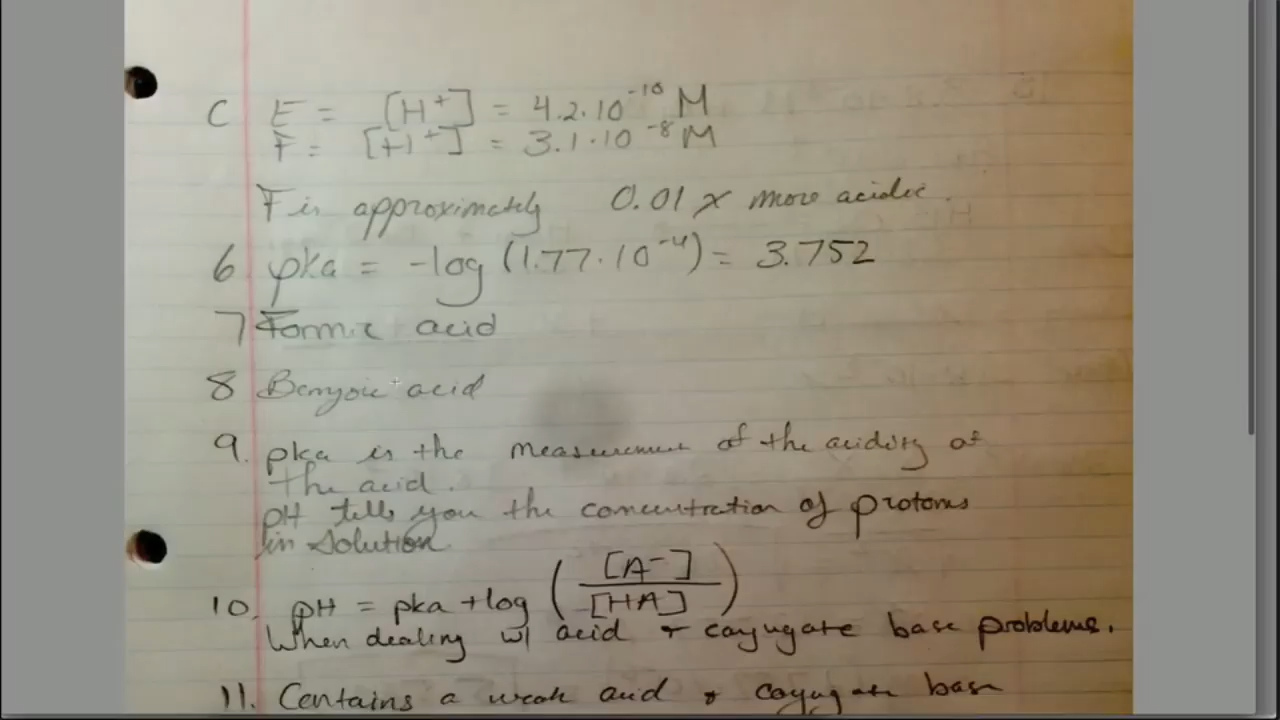 C E = [H⁺] = 4.2·10⁻¹⁰ M
F = [H⁺] = 3.1·10⁻⁸ M
F is approximately 0.01 x more acidic.
6 pka = -log (1.77·10⁻⁴) = 3.752
7 Formic acid
8 Benzoic acid
9. pka is the measurement of the acidity of
the acid.
pH tells you the concentration of protons
in solution.
10. pH = pka + log ([A⁻]/[HA])
When dealing w/ acid + conjugate base problems.
11. Contains a weak acid & conjugate base